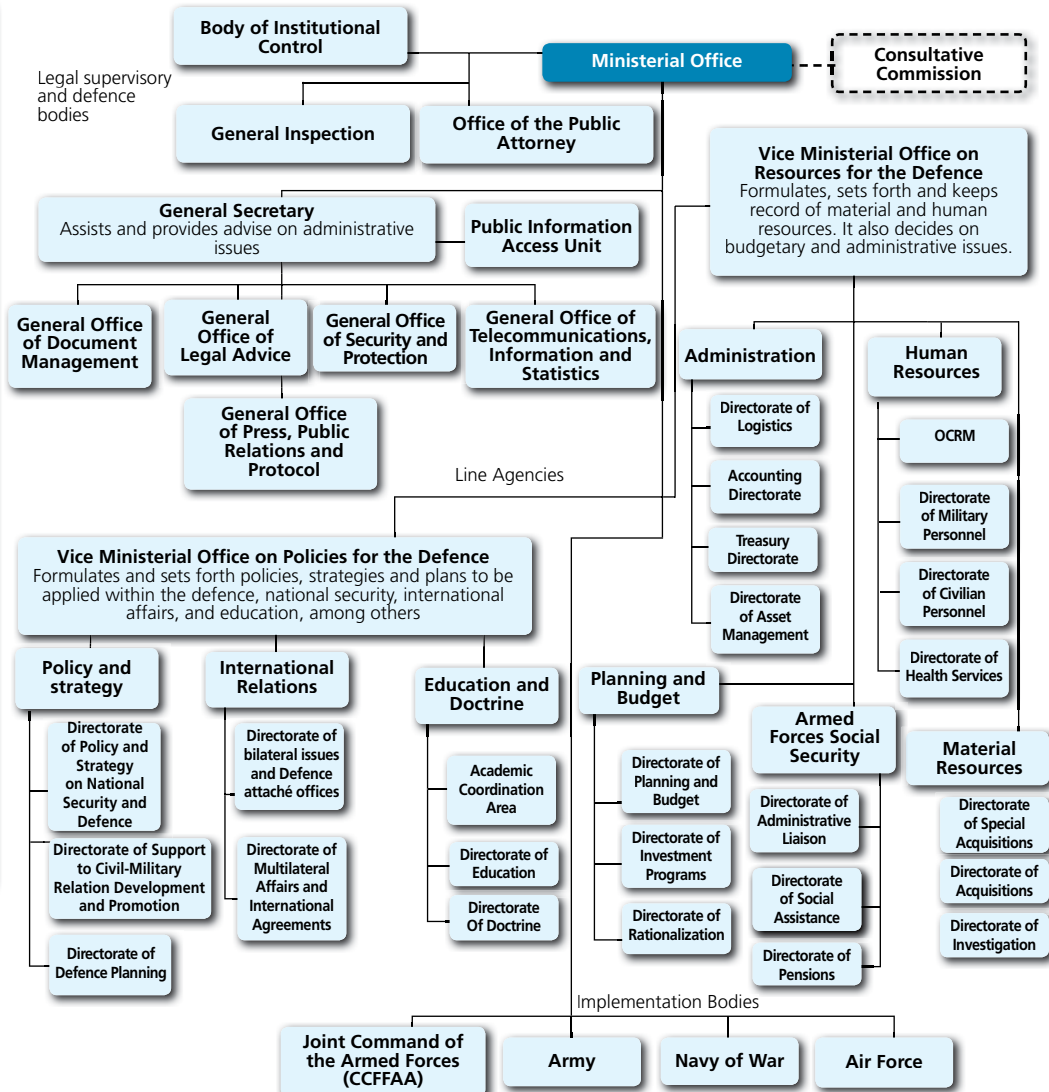 Body of Institutional
Control
Ministerial Office
Consultative
Commission
Legal supervisory
and defence
bodies
General Inspection
Office of the Public
Attorney
Vice Ministerial Office on
Resources for the Defence
Formulates, sets forth and keeps
record of material and human
resources. It also decides on
budgetary and administrative issues.
General Secretary
Assists and provides advise on administrative
issues
Public Information
Access Unit
General Office
of Document
Management
General
Office of
Legal Advice
General Office
of Security and
Protection
General Office of
Telecommunications,
Information and
Statistics
General Office
of Press, Public
Relations and
Protocol
Administration
Directorate of
Logistics
Accounting
Directorate
Treasury
Directorate
Directorate
of Asset
Management
Human
Resources
OCRM
Directorate
of Military
Personnel
Directorate
of Civilian
Personnel
Directorate of
Health Services
Line Agencies
Vice Ministerial Office on Policies for the Defence
Formulates and sets forth policies, strategies and plans to be
applied within the defence, national security, international
affairs, and education, among others
Policy and
strategy
Directorate
of Policy and
Strategy
on National
Security and
Defence
Directorate of Support
to Civil-Military
Relation Development
and Promotion
Directorate of
Defence Planning
International
Relations
Directorate of
bilateral issues
and Defence
attaché offices
Directorate of
Multilateral
Affairs and
International
Agreements
Education and
Doctrine
Academic
Coordination
Area
Directorate of
Education
Directorate
Of Doctrine
Planning and
Budget
Directorate of
Planning and
Budget
Directorate of
Investment
Programs
Directorate of
Rationalization
Armed
Forces Social
Security
Directorate of
Administrative
Liaison
Directorate
of Social
Assistance
Directorate of
Pensions
Material
Resources
Directorate
of Special
Acquisitions
Directorate of
Acquisitions
Directorate of
Investigation
Implementation Bodies
Joint Command of
the Armed Forces
(CCFFAA)
Army
Navy of War
Air Force